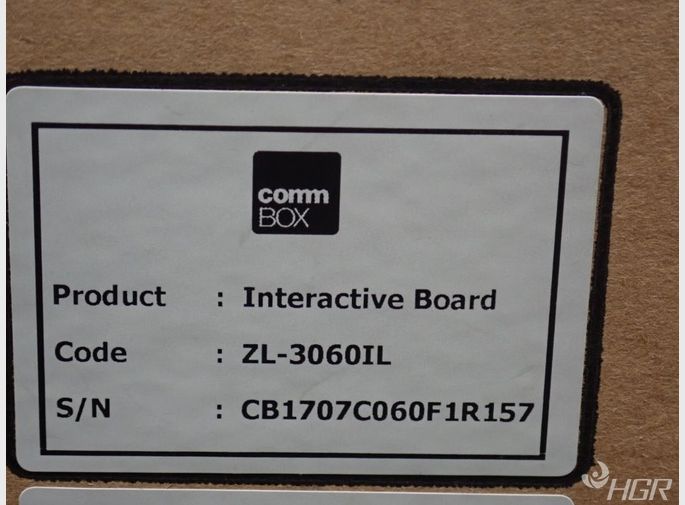 comm
BOX
Product : Interactive Board
Code : ZL-3060IL
S/N : CB1707C060F1R157
HGR